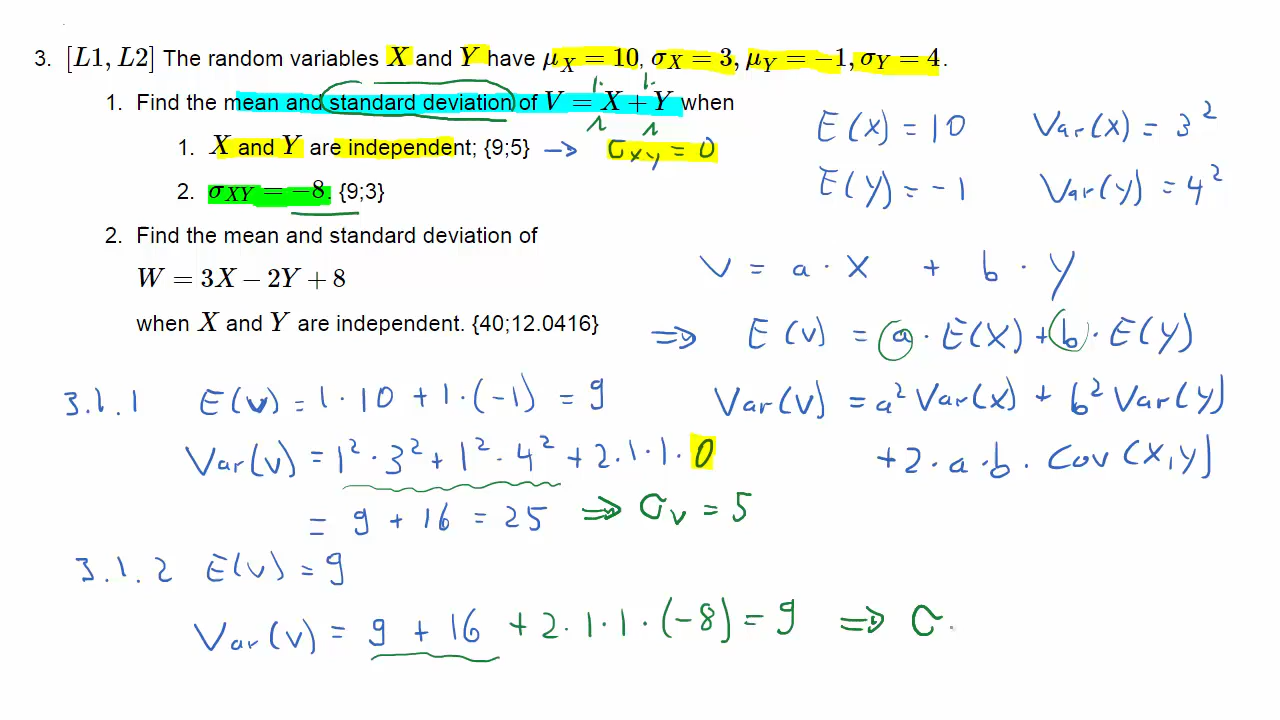 3. [L1, L2] The random variables X and Y have μ_X = 10, σ_X = 3, μ_Y = −1, σ_Y = 4.
1. Find the mean and standard deviation of V = X + Y when
1 1
1. X and Y are independent; {9;5} → σ_XY = 0
2. σ_XY = −8. {9;3}
2. Find the mean and standard deviation of
W = 3X − 2Y + 8
when X and Y are independent. {40;12.0416}
E(X) = 10 Var(X) = 3²
E(Y) = -1 Var(Y) = 4²
V = a · X + b · Y
⇒ E(V) = a · E(X) + b · E(Y)
Var(V) = a² Var(X) + b² Var(Y)
+ 2 · a · b · Cov(X,Y)
3.1.1 E(V) = 1 · 10 + 1 · (-1) = 9
Var(V) = 1² · 3² + 1² · 4² + 2 · 1 · 1 · 0
= 9 + 16 = 25 ⇒ σ_V = 5
3.1.2 E(V) = 9
Var(V) = 9 + 16 + 2 · 1 · 1 · (-8) = 9 ⇒ σ